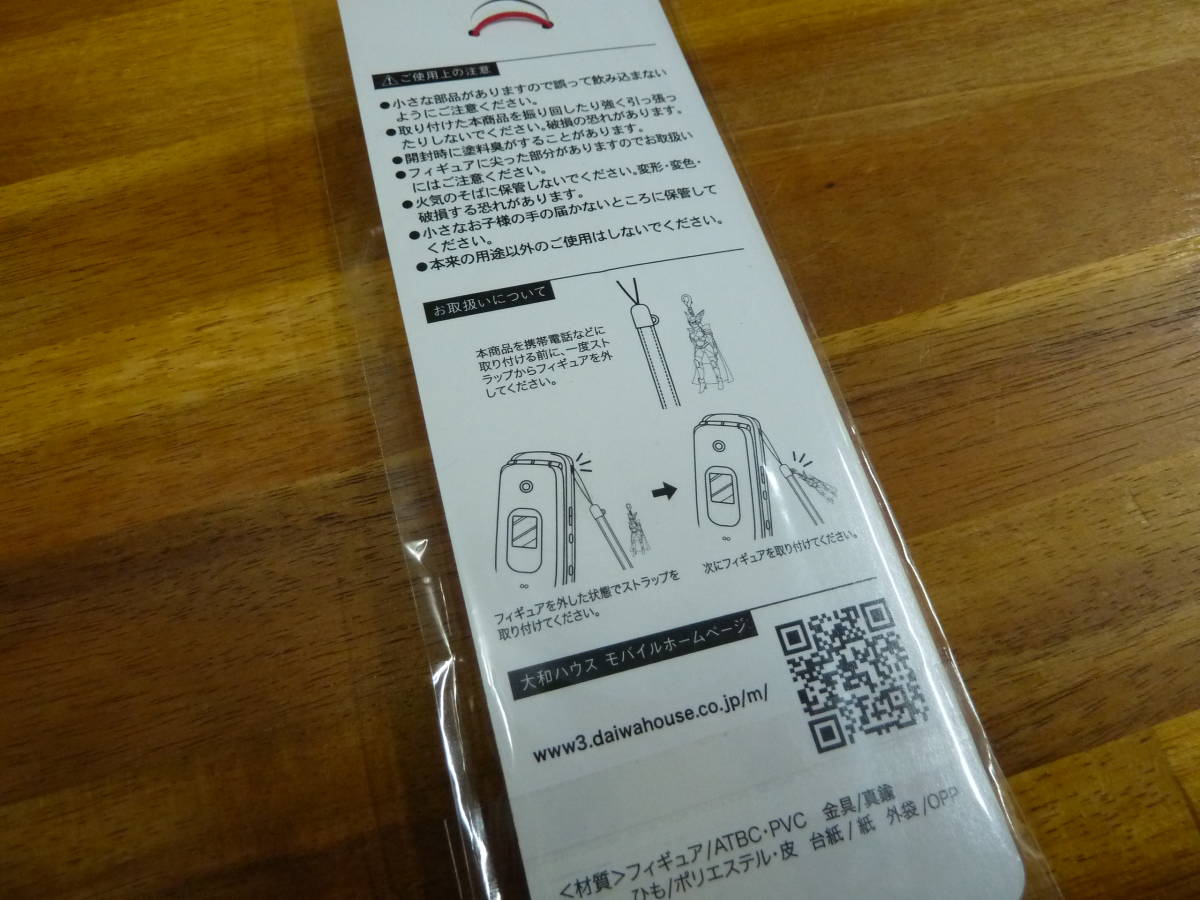 ⚠ご使用上の注意
●小さな部品がありますので誤って飲み込まない
ようにご注意ください。
●取り付けた本商品を振り回したり強く引っ張っ
たりしないでください。破損の恐れがあります。
●開封時に塗料臭がすることがあります。
●フィギュアに尖った部分がありますのでお取扱い
にはご注意ください。
●火気のそばに保管しないでください。変形・変色・
破損する恐れがあります。
●小さなお子様の手の届かないところに保管して
ください。
●本来の用途以外のご使用はしないでください。
お取扱いについて
本商品を携帯電話などに
取り付ける前に、一度スト
ラップからフィギュアを外
してください。
フィギュアを外した状態でストラップを
取り付けてください。
次にフィギュアを取り付けてください。
大和ハウス モバイルホームページ
www3.daiwahouse.co.jp/m/
<材質>フィギュア/ATBC・PVC 金具/真鍮
ひも/ポリエステル・皮 台紙/紙 外袋/OPP